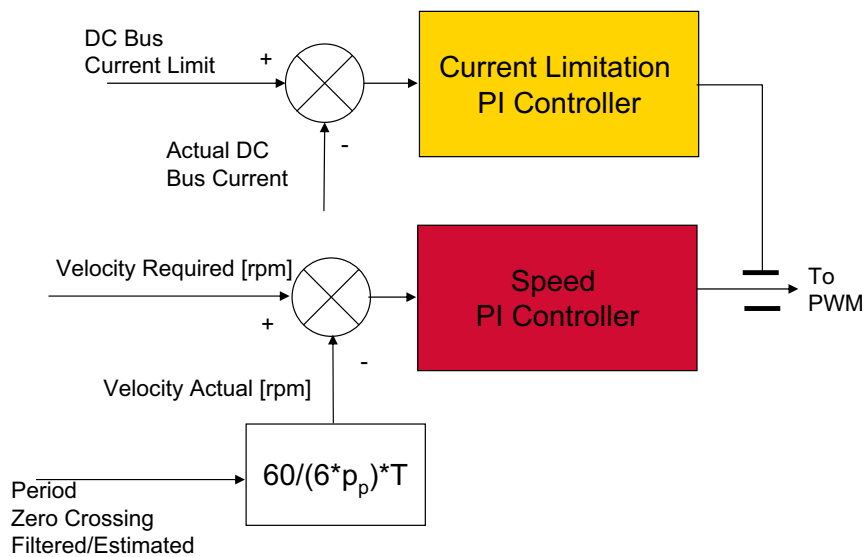 DC Bus
Current Limit
+
Current Limitation
PI Controller
Actual DC
Bus Current
-
Velocity Required [rpm]
+
Speed
PI Controller
To
PWM
-
Velocity Actual [rpm]
60/(6*pp)*T
Period
Zero Crossing
Filtered/Estimated